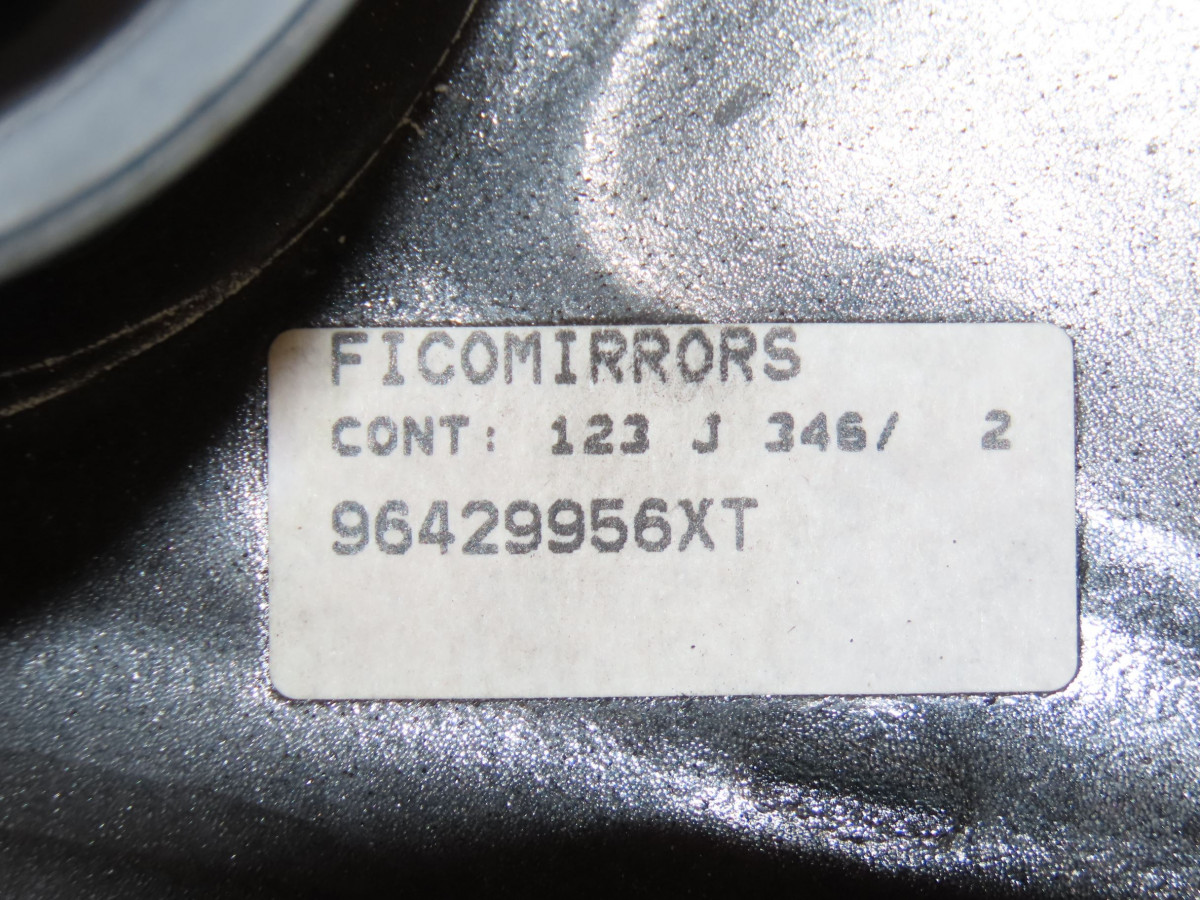 FICOMIRRORS
CONT: 123 J 346/ 2
96429956XT